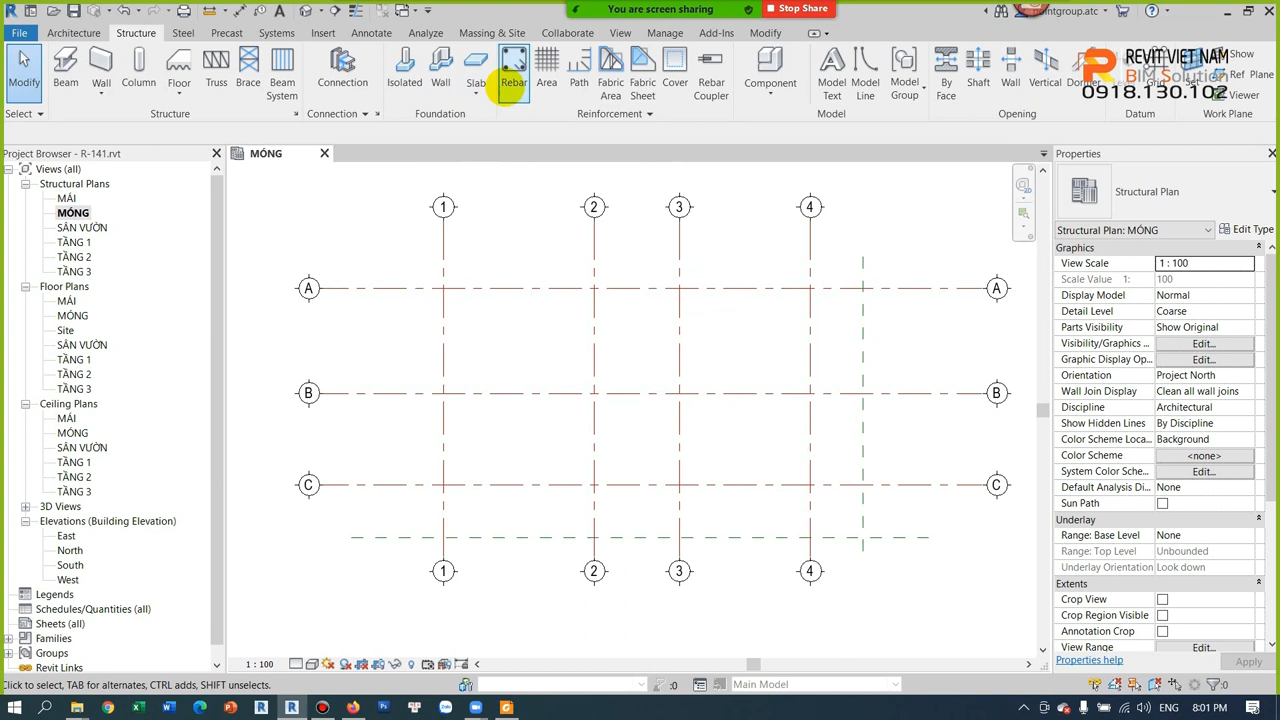 You are screen sharing
Stop Share
File
Architecture
Structure
Steel
Precast
Systems
Insert
Annotate
Analyze
Massing & Site
Collaborate
View
Manage
Add-Ins
Modify
Modify
Beam
Wall
Column
Floor
Truss
Brace
Beam System
Connection
Isolated
Wall
Slab
Rebar
Area
Path
Fabric Area
Fabric Sheet
Cover
Rebar Coupler
Component
Model Text
Model Line
Model Group
By Face
Shaft
Wall
Vertical
Dormer
Show
Ref Plane
Viewer
REVIT VIET NAM
BIM Solution
0918.130.102
Select
Structure
Connection
Foundation
Reinforcement
Model
Opening
Datum
Work Plane
Project Browser - R-141.rvt
Views (all)
Structural Plans
MÁI
MÓNG
SÂN VƯỜN
TẦNG 1
TẦNG 2
TẦNG 3
Floor Plans
MÁI
MÓNG
Site
SÂN VƯỜN
TẦNG 1
TẦNG 2
TẦNG 3
Ceiling Plans
MÁI
MÓNG
SÂN VƯỜN
TẦNG 1
TẦNG 2
TẦNG 3
3D Views
Elevations (Building Elevation)
East
North
South
West
Legends
Schedules/Quantities (all)
Sheets (all)
Families
Groups
Revit Links
MÓNG
1 2 3 4
A A
B B
C C
1 2 3 4
1 : 100
Properties
Structural Plan
Structural Plan: MÓNG
Edit Type
Graphics
View Scale 1 : 100
Scale Value 1: 100
Display Model Normal
Detail Level Coarse
Parts Visibility Show Original
Visibility/Graphics ... Edit...
Graphic Display Op... Edit...
Orientation Project North
Wall Join Display Clean all wall joins
Discipline Architectural
Show Hidden Lines By Discipline
Color Scheme Loca... Background
Color Scheme <none>
System Color Sche... Edit...
Default Analysis Di... None
Sun Path
Underlay
Range: Base Level None
Range: Top Level Unbounded
Underlay Orientation Look down
Extents
Crop View
Crop Region Visible
Annotation Crop
View Range Edit...
Properties help
Apply
Click to select, TAB for alternates, CTRL adds, SHIFT unselects.
:0
Main Model
:0
ENG
8:01 PM